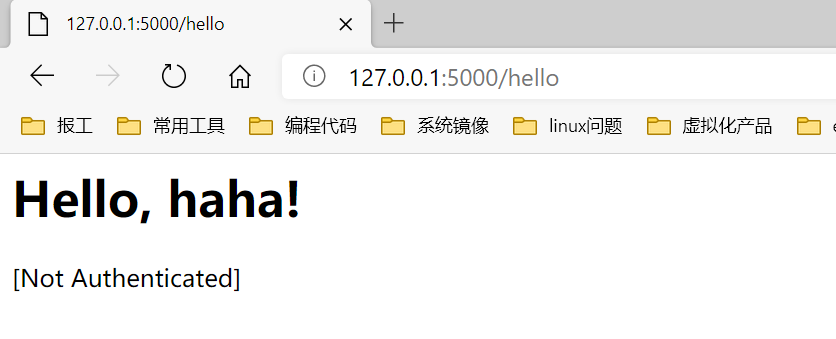 127.0.0.1:5000/hello
127.0.0.1:5000/hello
报工 常用工具 编程代码 系统镜像 linux问题 虚拟化产品
Hello, haha!
[Not Authenticated]